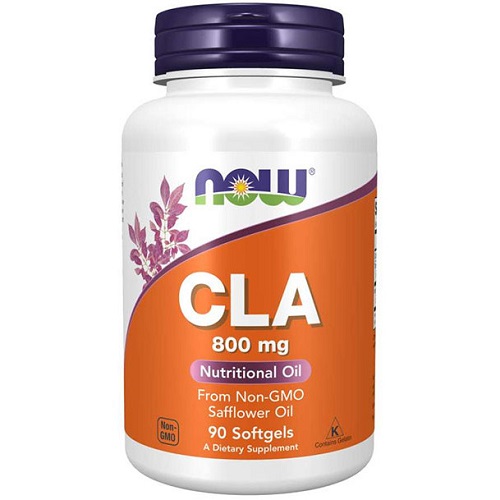 NOW®
CLA
800 mg
Nutritional Oil
From Non-GMO
Safflower Oil
90 Softgels
A Dietary Supplement
Non-
GMO
K
Contains Gelatin